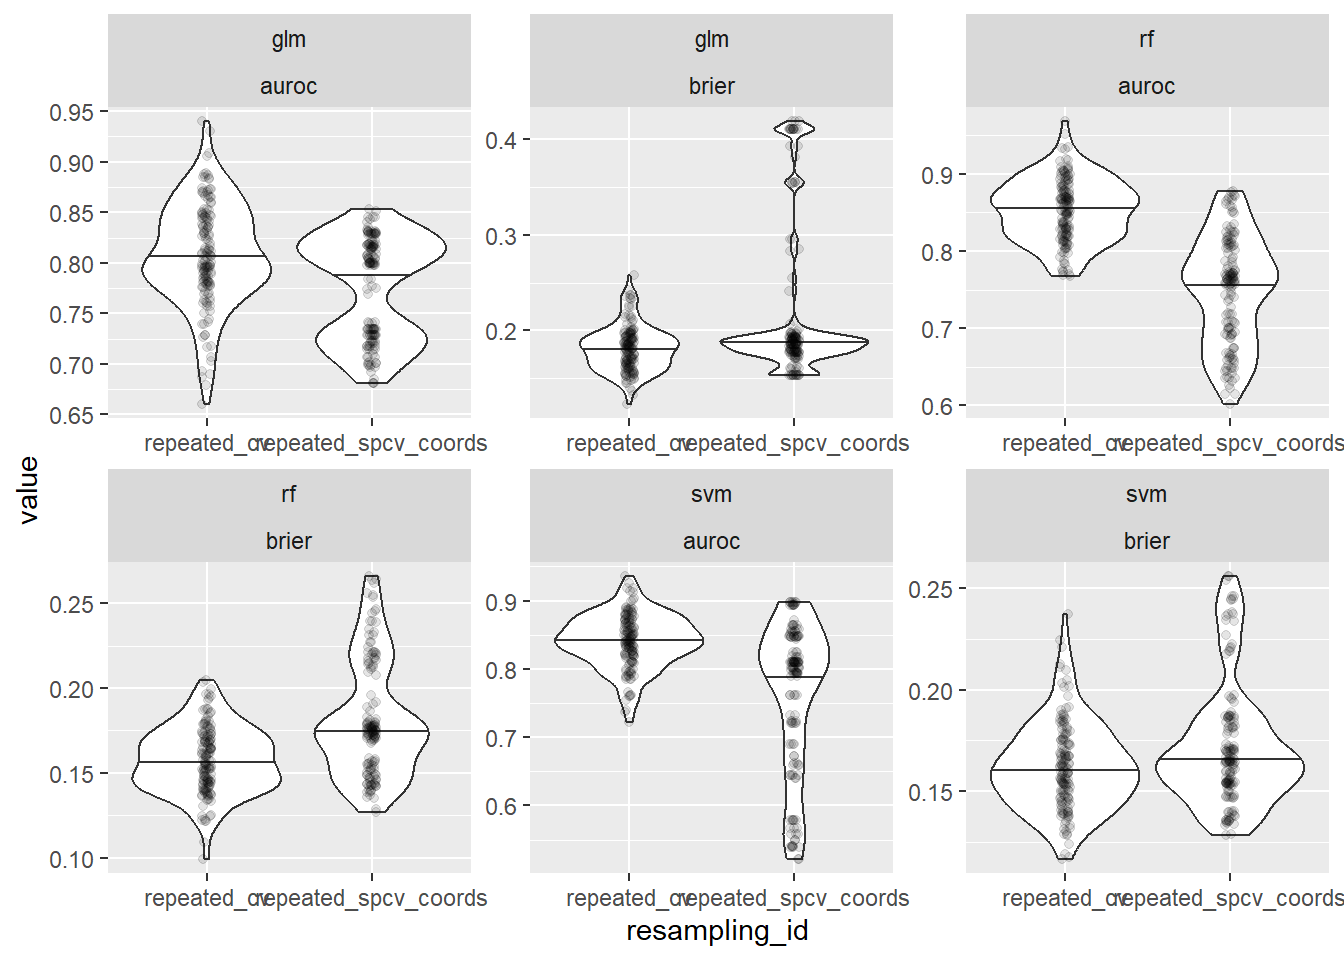 glm
auroc
glm
brier
rf
auroc
0.95
0.90
0.85
0.80
0.75
0.70
0.65
0.4
0.3
0.2
0.9
0.8
0.7
0.6
repeated_cv
repeated_spcv_coords
repeated_cv
repeated_spcv_coords
repeated_cv
repeated_spcv_coords
value
rf
brier
svm
auroc
svm
brier
0.25
0.20
0.15
0.10
0.9
0.8
0.7
0.6
0.25
0.20
0.15
repeated_cv
repeated_spcv_coords
repeated_cv
repeated_spcv_coords
repeated_cv
repeated_spcv_coords
resampling_id